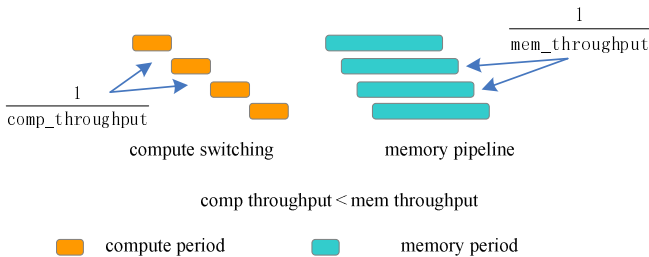 1
mem_throughput
1
comp_throughput
compute switching
memory pipeline
comp throughput < mem throughput
compute period
memory period